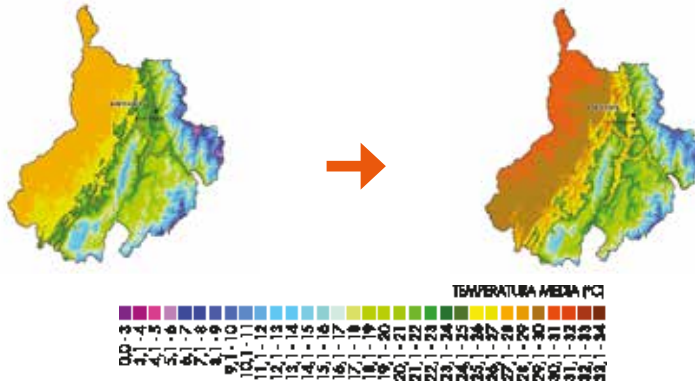 TEMPERATURA MEDIA (°C)
0,0 - 3
3,1 - 4
4,1 - 5
5,1 - 6
6,1 - 7
7,1 - 8
8,1 - 9
9,1 - 10
10,1 - 11
11,1 - 12
12,1 - 13
13,1 - 14
14,1 - 15
15,1 - 16
16,1 - 17
17,1 - 18
18,1 - 19
19,1 - 20
20,1 - 21
21,1 - 22
22,1 - 23
23,1 - 24
24,1 - 25
25,1 - 26
26,1 - 27
27,1 - 28
28,1 - 29
29,1 - 30
30,1 - 31
31,1 - 32
32,1 - 33
33,1 - 34